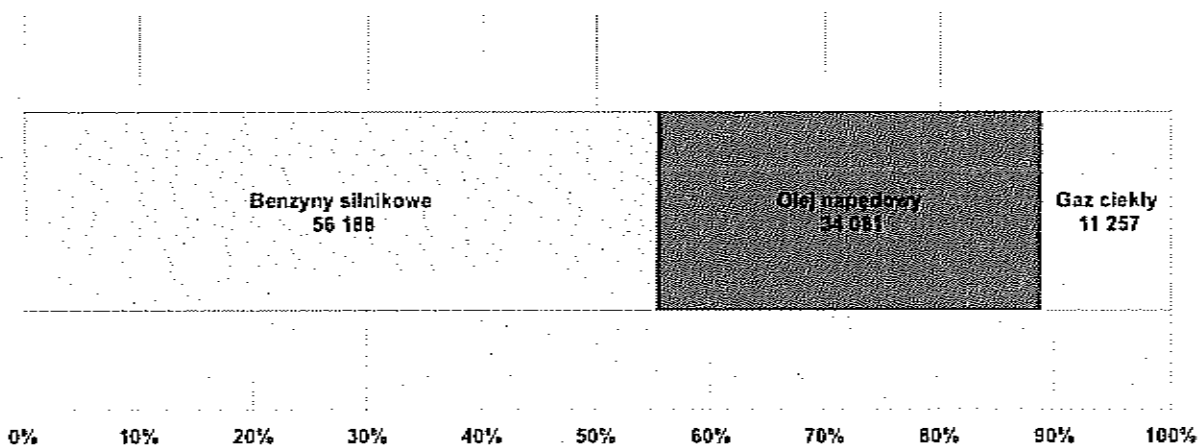 Benzyny silnikowe
56 188
Olej napędowy
34 081
Gaz ciekły
11 257
0% 10% 20% 30% 40% 50% 60% 70% 80% 90% 100%